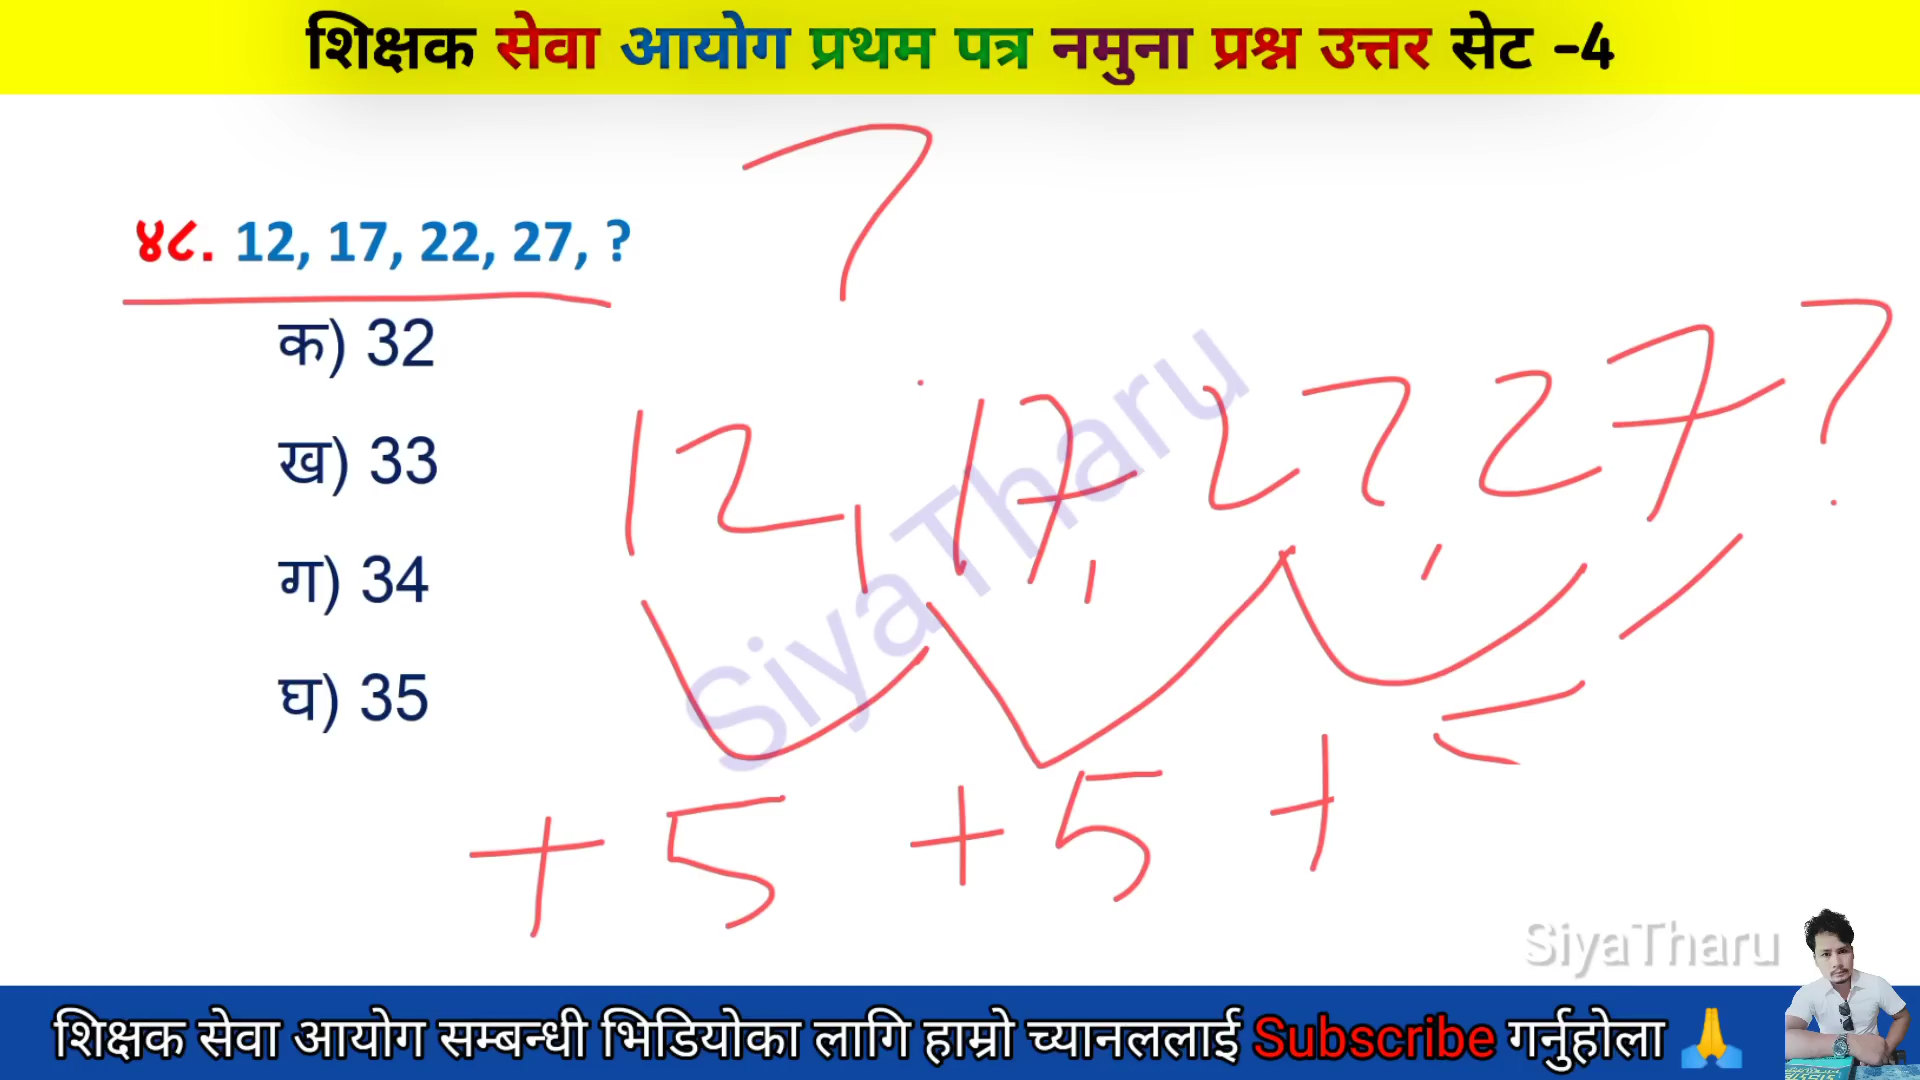 शिक्षक सेवा आयोग प्रथम पत्र नमुना प्रश्न उत्तर सेट -4
४८. 12, 17, 22, 27, ?
क) 32
ख) 33
ग) 34
घ) 35
?
12, 17, 22, 27 ?
+5 +5 +
SiyaTharu
SiyaTharu
शिक्षक सेवा आयोग सम्बन्धी भिडियोका लागि हाम्रो च्यानललाई Subscribe गर्नुहोला 🙏